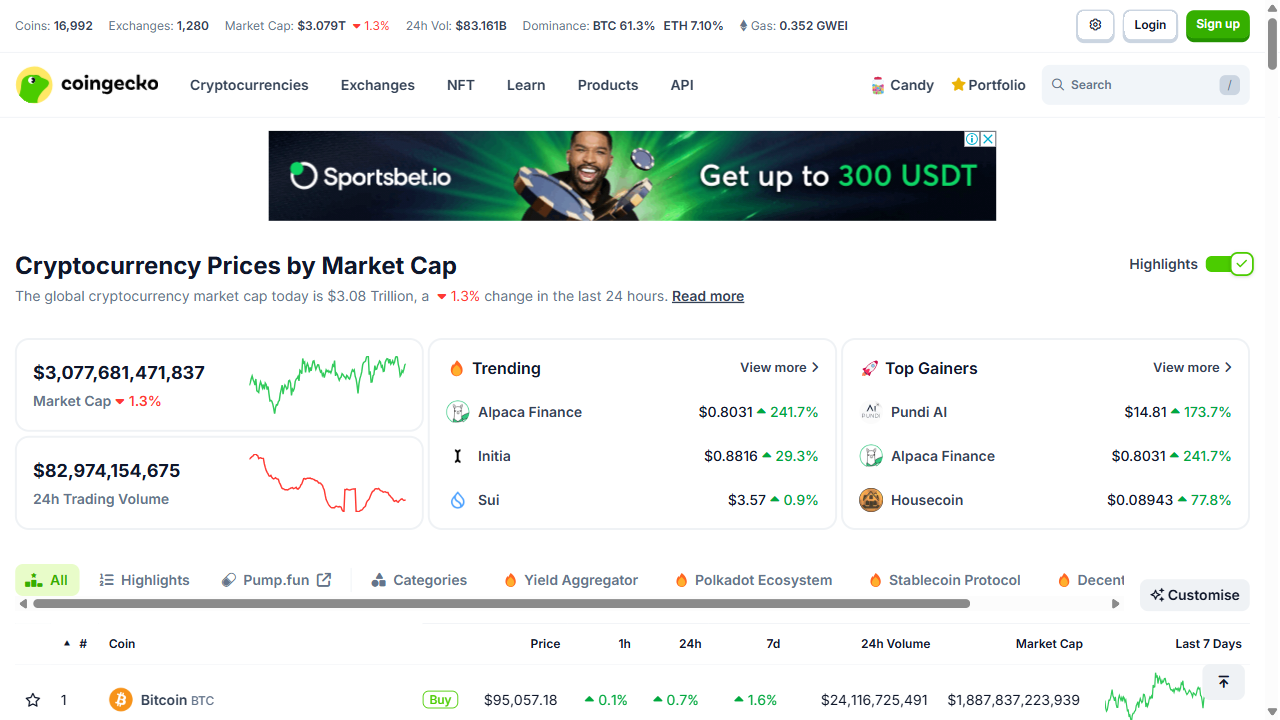 Coins: 16,992 Exchanges: 1,280 Market Cap: $3.079T 1.3% 24h Vol: $83.161B Dominance: BTC 61.3% ETH 7.10% Gas: 0.352 GWEI Login Sign up
coingecko Cryptocurrencies Exchanges NFT Learn Products API Candy Portfolio Search /
Sportsbet.io Get up to 300 USDT
Cryptocurrency Prices by Market Cap Highlights
The global cryptocurrency market cap today is $3.08 Trillion, a 1.3% change in the last 24 hours. Read more
$3,077,681,471,837
Market Cap 1.3%
$82,974,154,675
24h Trading Volume
Trending View more
Alpaca Finance $0.8031 241.7%
Initia $0.8816 29.3%
Sui $3.57 0.9%
Top Gainers View more
Pundi AI $14.81 173.7%
Alpaca Finance $0.8031 241.7%
Housecoin $0.08943 77.8%
All Highlights Pump.fun Categories Yield Aggregator Polkadot Ecosystem Stablecoin Protocol Decent
Customise
# Coin Price 1h 24h 7d 24h Volume Market Cap Last 7 Days
1 Bitcoin BTC Buy $95,057.18 0.1% 0.7% 1.6% $24,116,725,491 $1,887,837,223,939